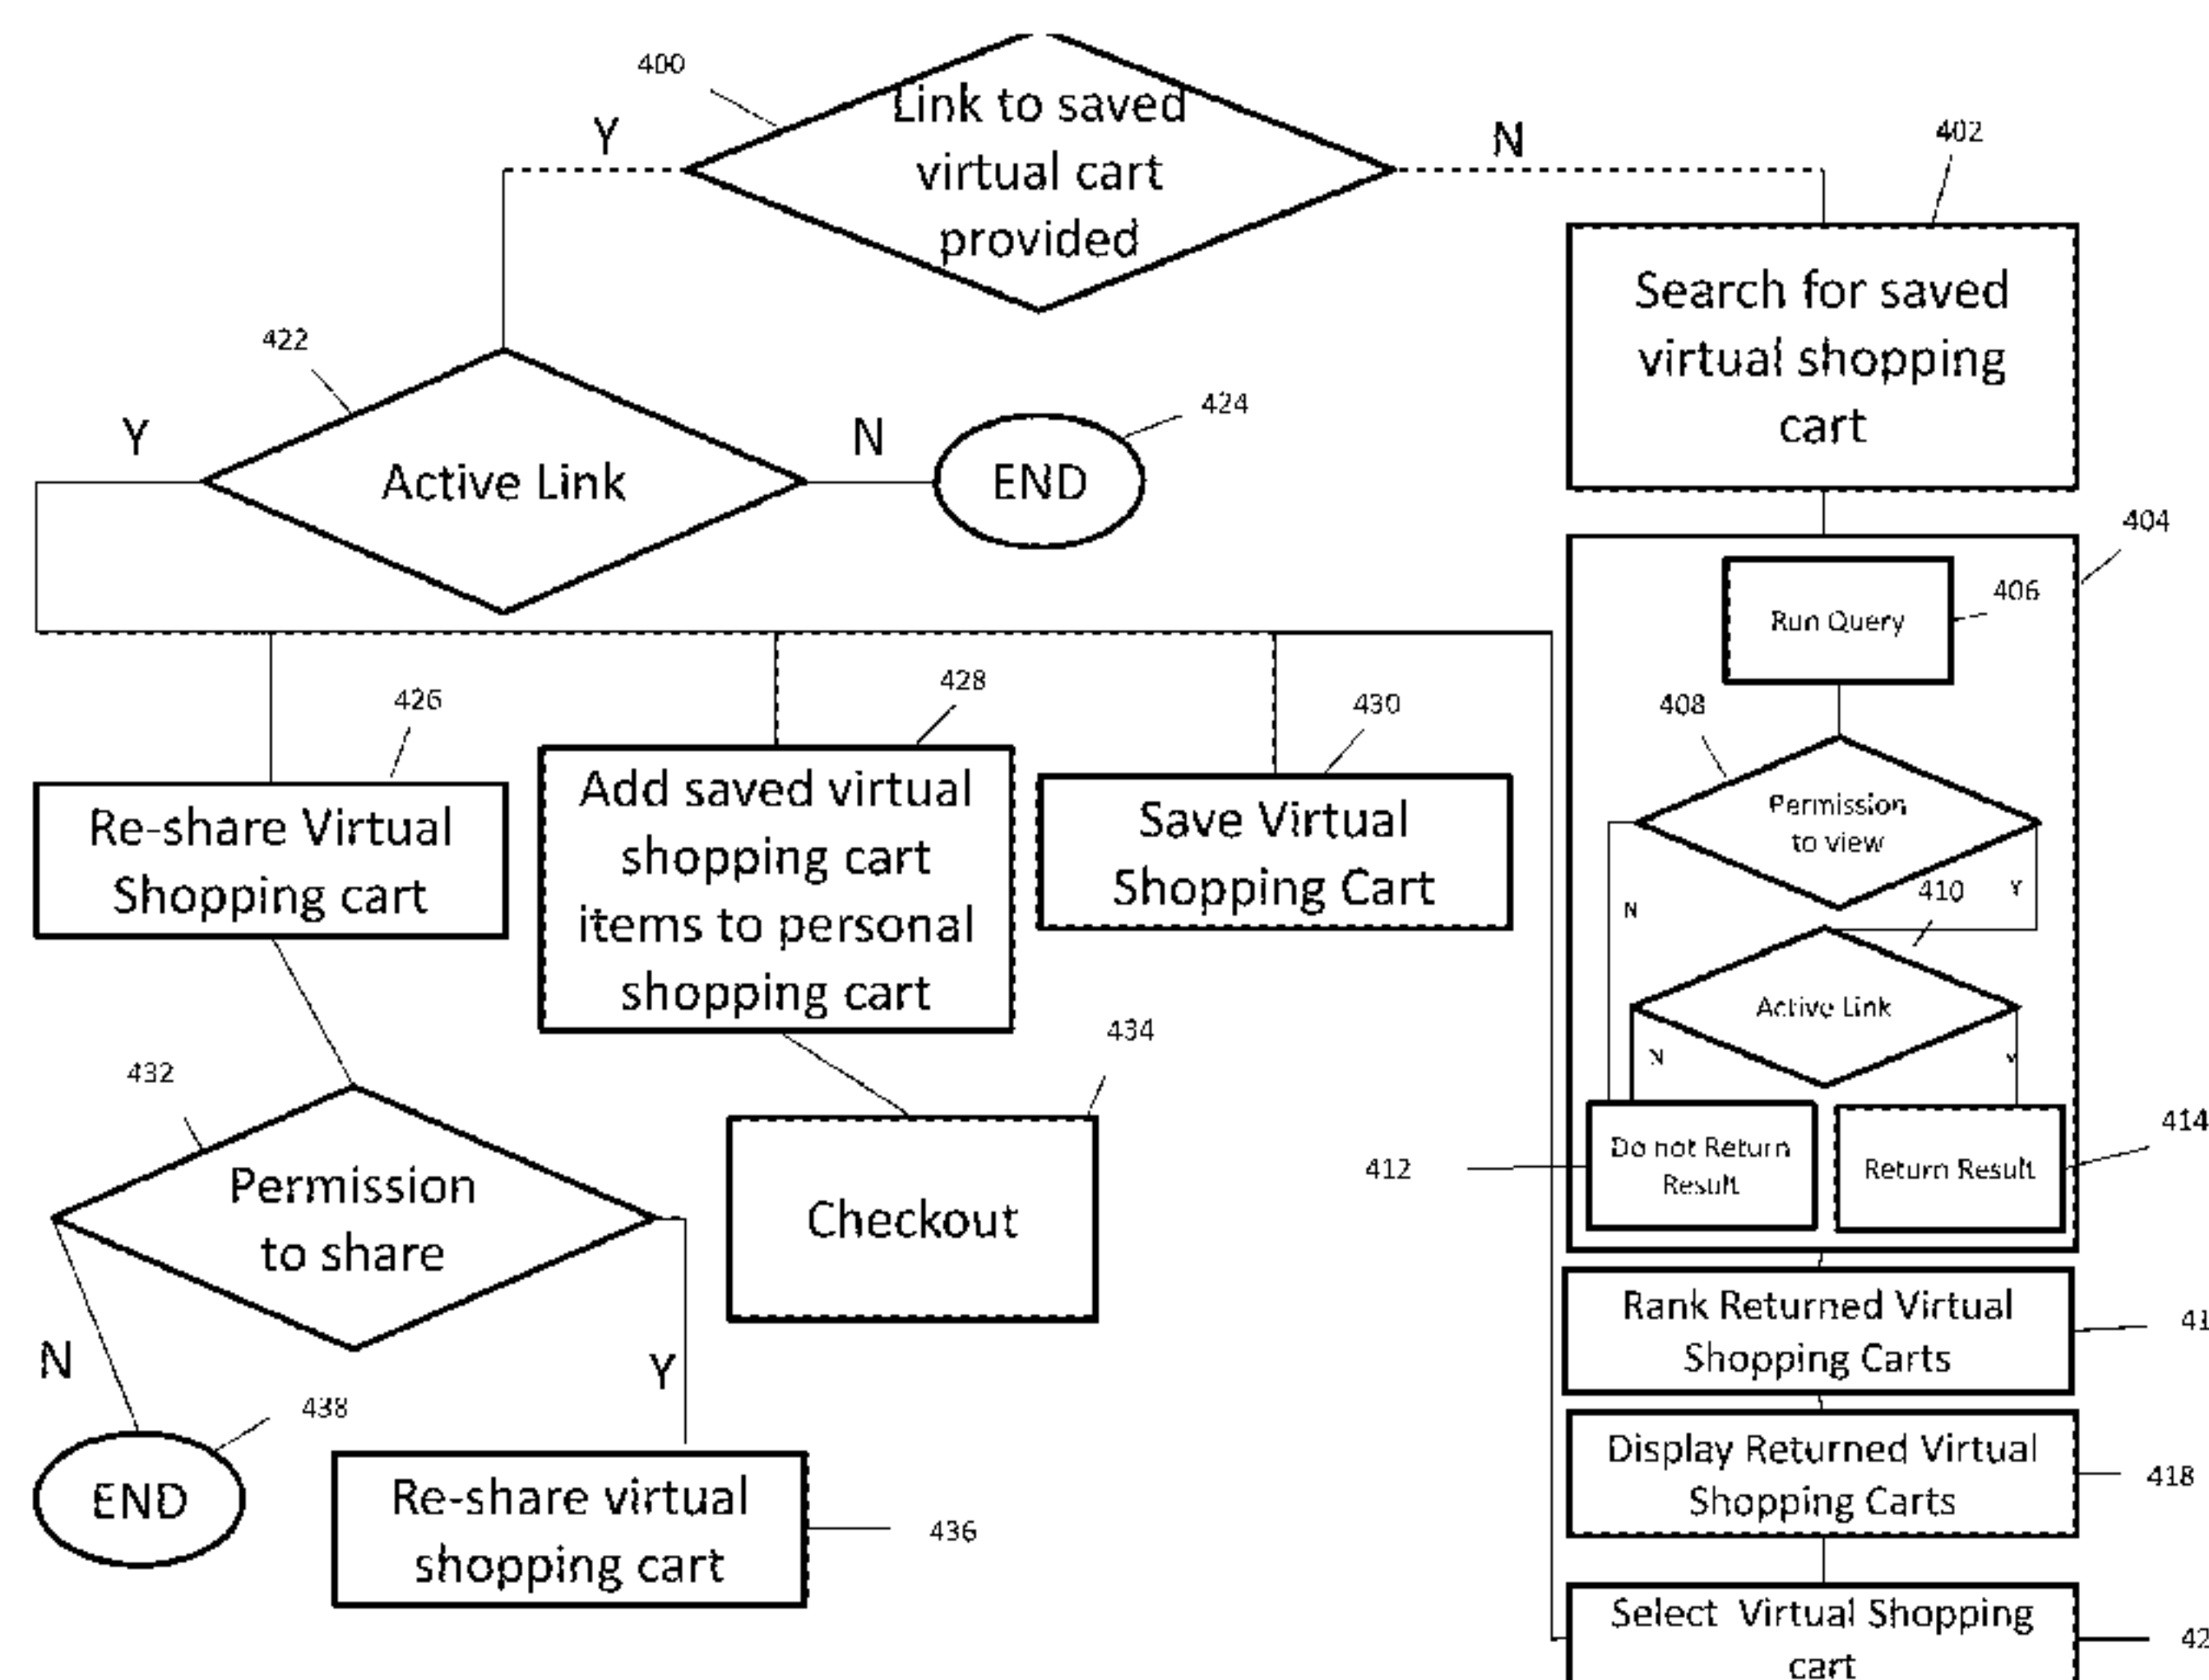 400
Link to saved
virtual cart
provided
Y
N
402
Search for saved
virtual shopping
cart
422
Y
Active Link
N
END
424
404
Run Query
406
408
Permission
to view
N
Y
410
Active Link
N
Y
412
Do not Return
Result
Return Result
414
426
Re-share Virtual
Shopping cart
428
Add saved virtual
shopping cart
items to personal
shopping cart
430
Save Virtual
Shopping Cart
432
Permission
to share
434
Checkout
N
Y
438
END
Re-share virtual
shopping cart
436
Rank Returned Virtual
Shopping Carts
41
Display Returned Virtual
Shopping Carts
418
Select Virtual Shopping
cart
42